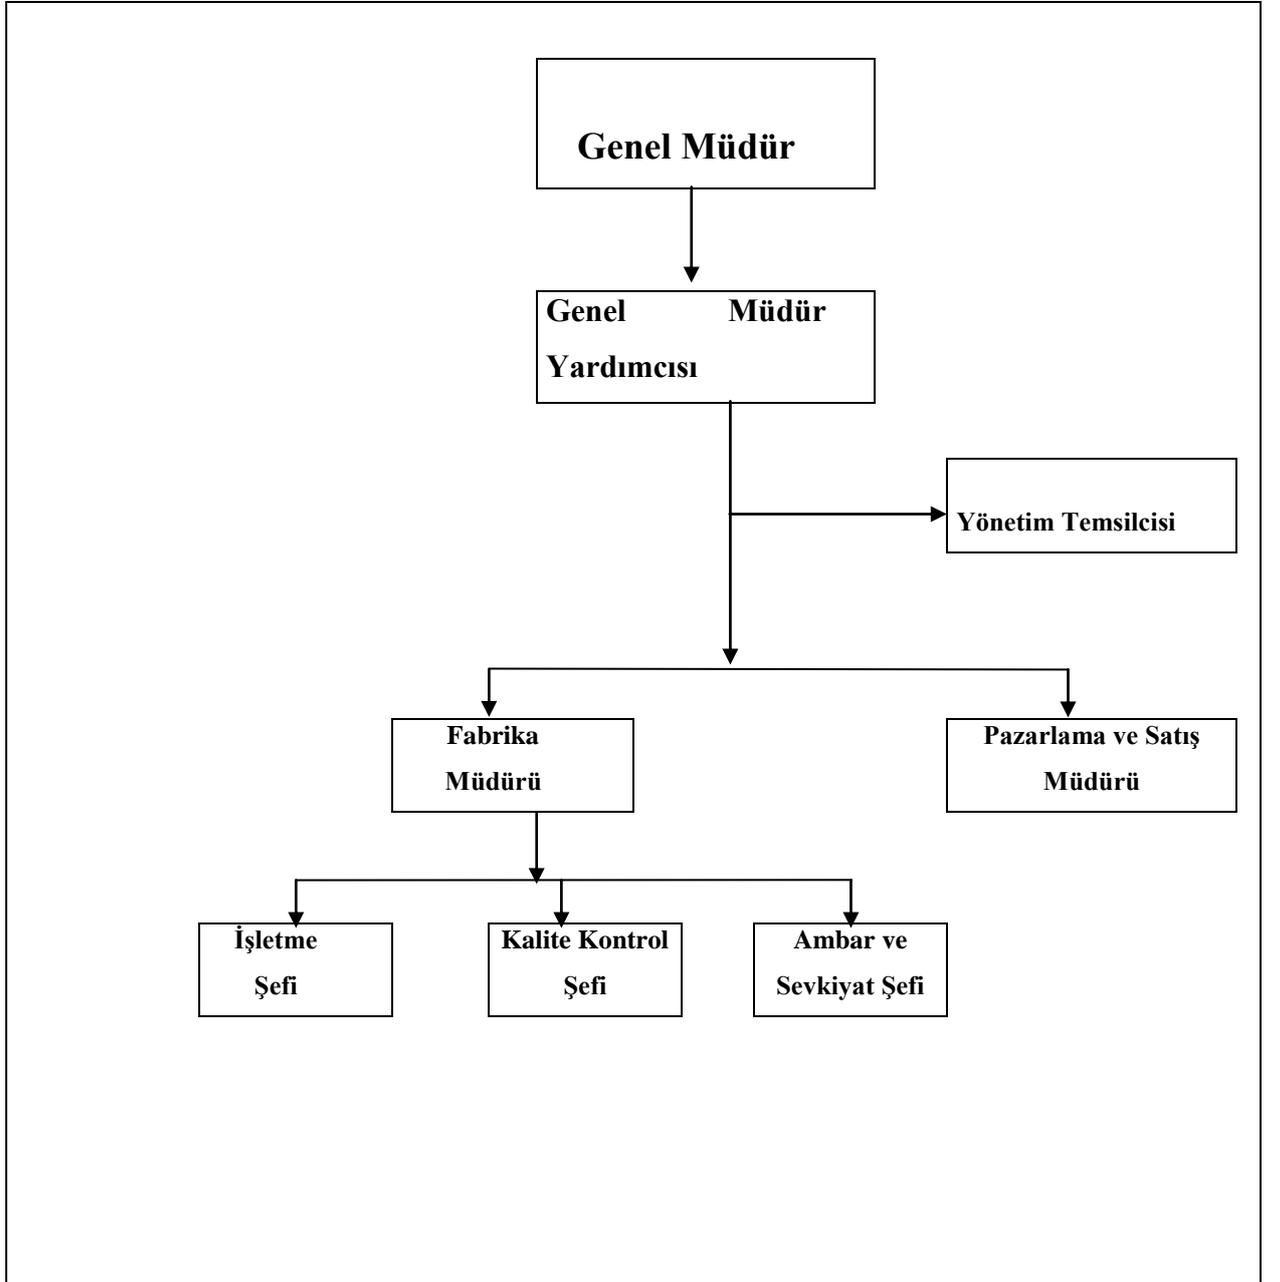 Genel Müdür
Genel Müdür
Yardımcısı
Yönetim Temsilcisi
Fabrika
Müdürü
Pazarlama ve Satış
Müdürü
İşletme
Şefi
Kalite Kontrol
Şefi
Ambar ve
Sevkiyat Şefi